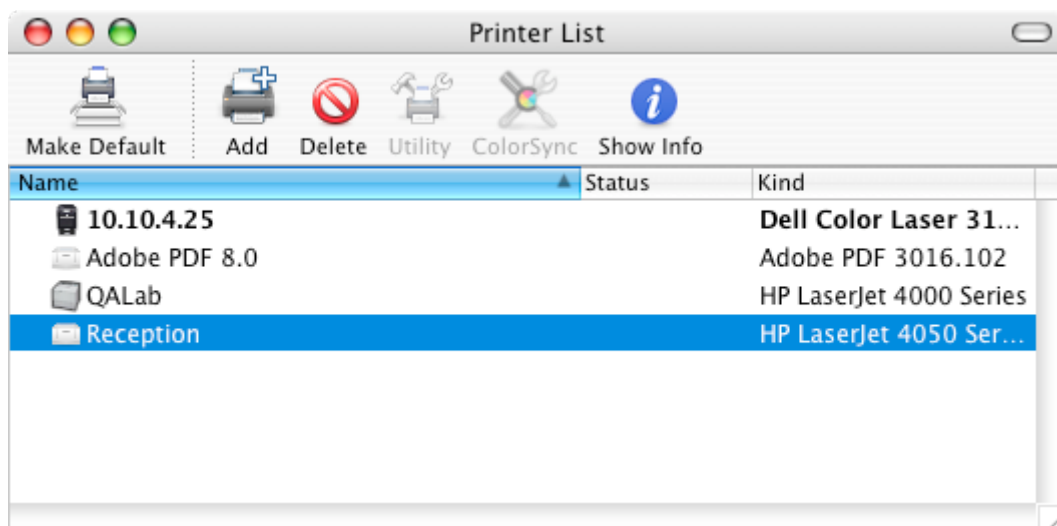 Printer List
Make Default Add Delete Utility ColorSync Show Info
Name Status Kind
10.10.4.25 Dell Color Laser 31...
Adobe PDF 8.0 Adobe PDF 3016.102
QALab HP LaserJet 4000 Series
Reception HP LaserJet 4050 Ser...